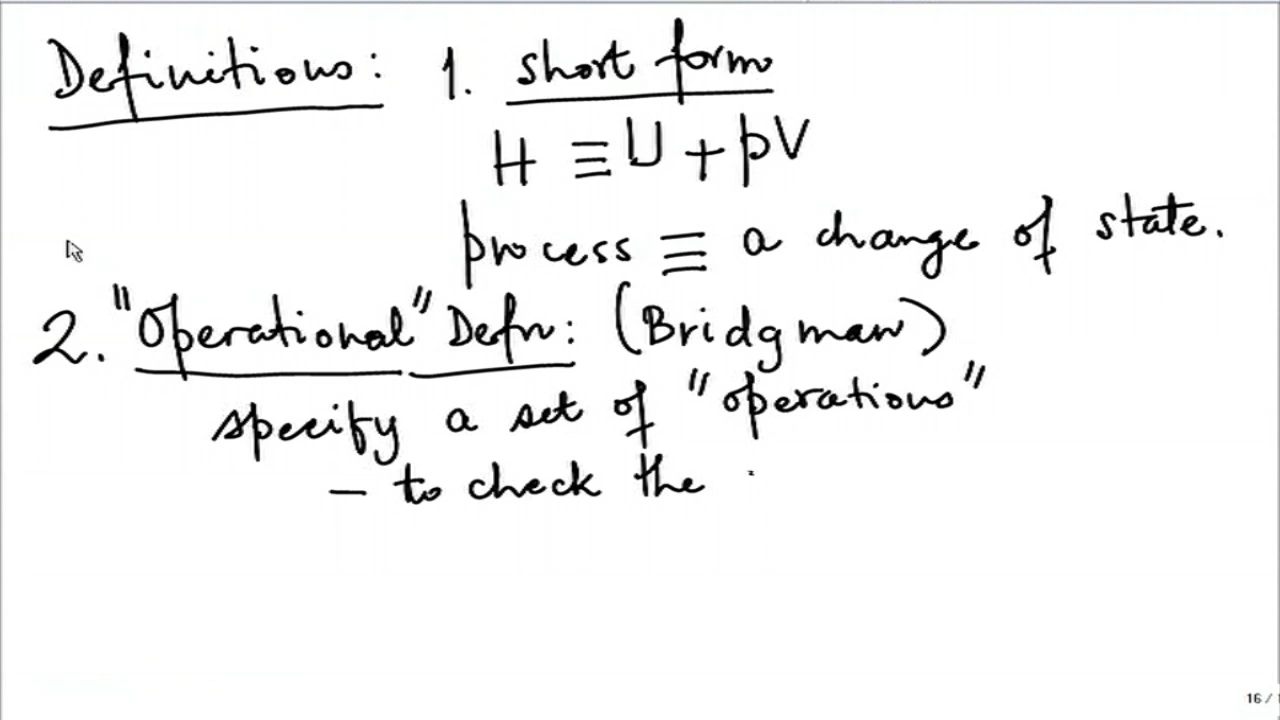 Definitions: 1. short form
H ≡ U + pV
process ≡ a change of state.
2. "Operational" Defn: (Bridgman)
specify a set of "operations"
– to check the
16 /